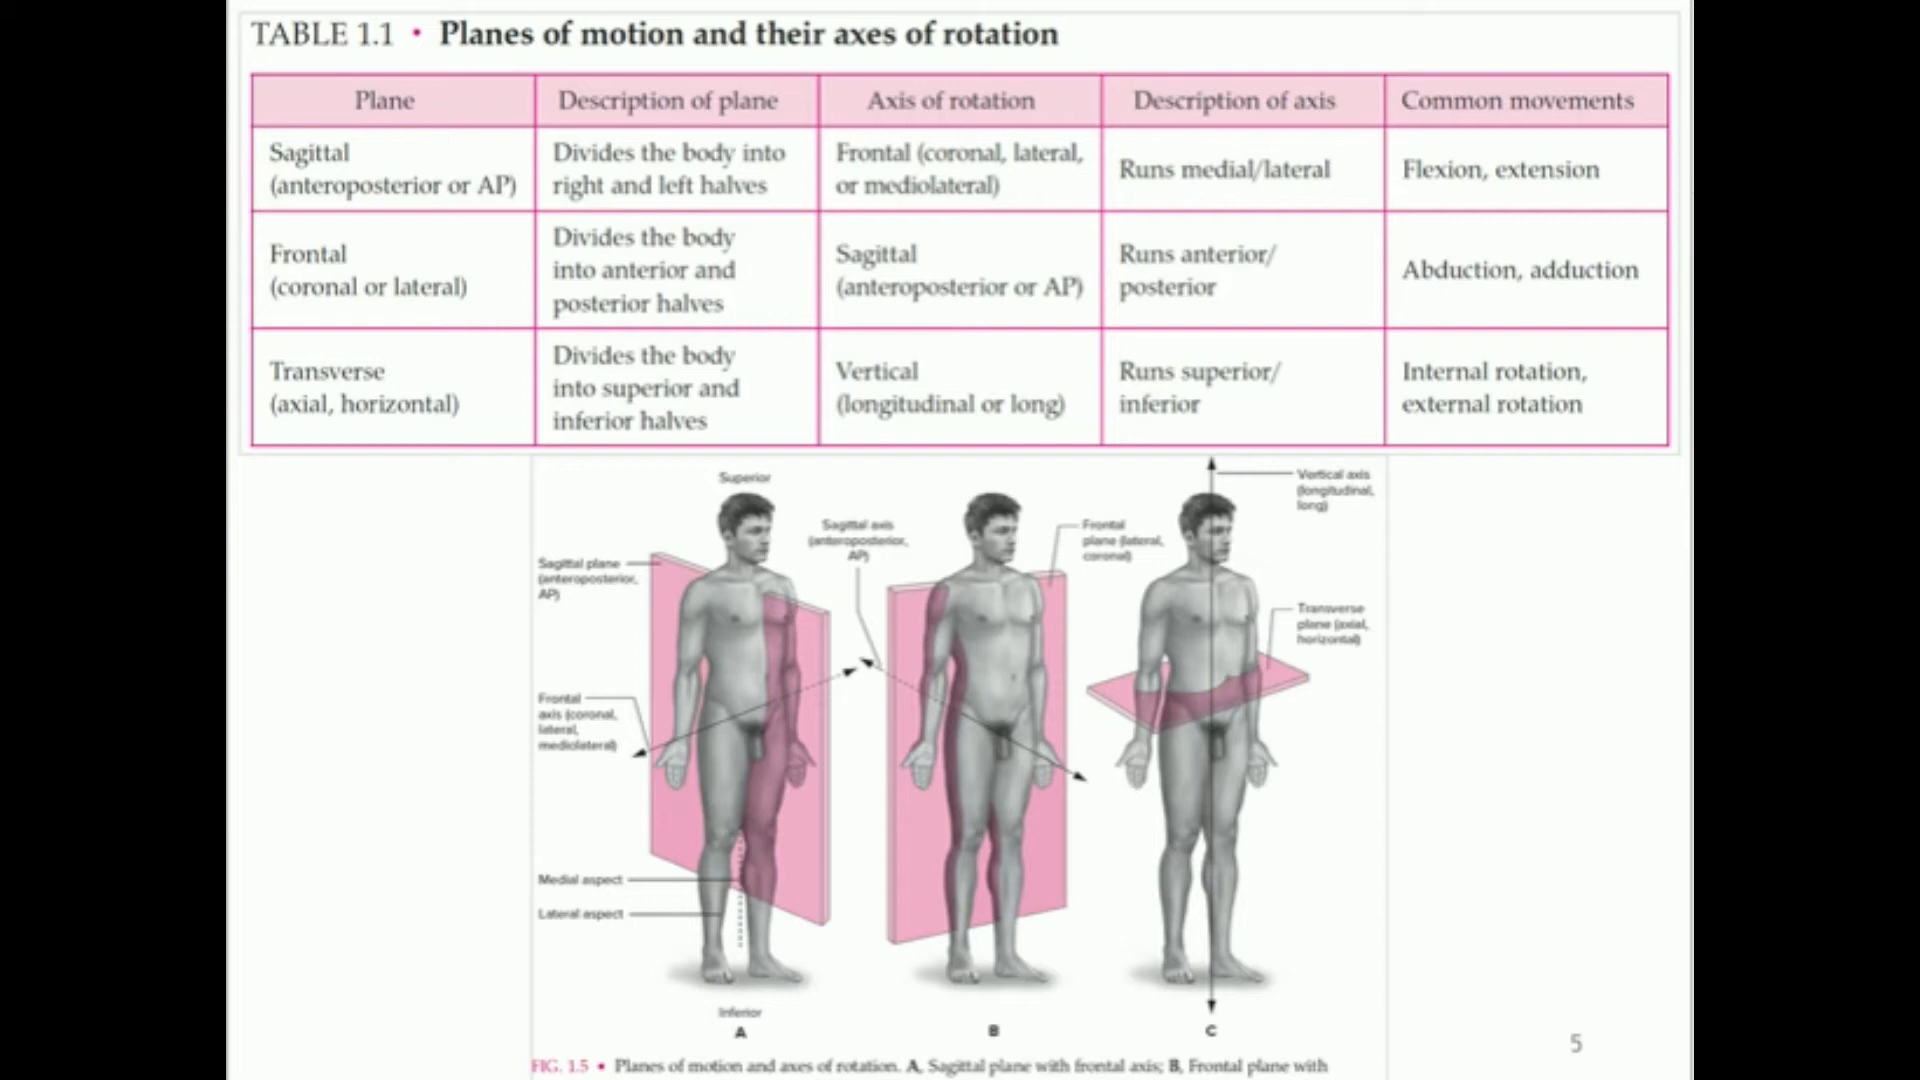 TABLE 1.1 • Planes of motion and their axes of rotation
Plane
Description of plane
Axis of rotation
Description of axis
Common movements
Sagittal
(anteroposterior or AP)
Divides the body into
right and left halves
Frontal (coronal, lateral,
or mediolateral)
Runs medial/lateral
Flexion, extension
Frontal
(coronal or lateral)
Divides the body
into anterior and
posterior halves
Sagittal
(anteroposterior or AP)
Runs anterior/
posterior
Abduction, adduction
Transverse
(axial, horizontal)
Divides the body
into superior and
inferior halves
Vertical
(longitudinal or long)
Runs superior/
inferior
Internal rotation,
external rotation
Superior
Sagittal plane
(anteroposterior,
AP)
Frontal
axis (coronal,
lateral,
mediolateral)
Medial aspect
Lateral aspect
Inferior
A
Sagittal axis
(anteroposterior,
AP)
Frontal
plane (lateral,
coronal)
B
Vertical axis
(longitudinal,
long)
Transverse
plane (axial,
horizontal)
C
5
FIG. 1.5 • Planes of motion and axes of rotation. A, Sagittal plane with frontal axis; B, Frontal plane with